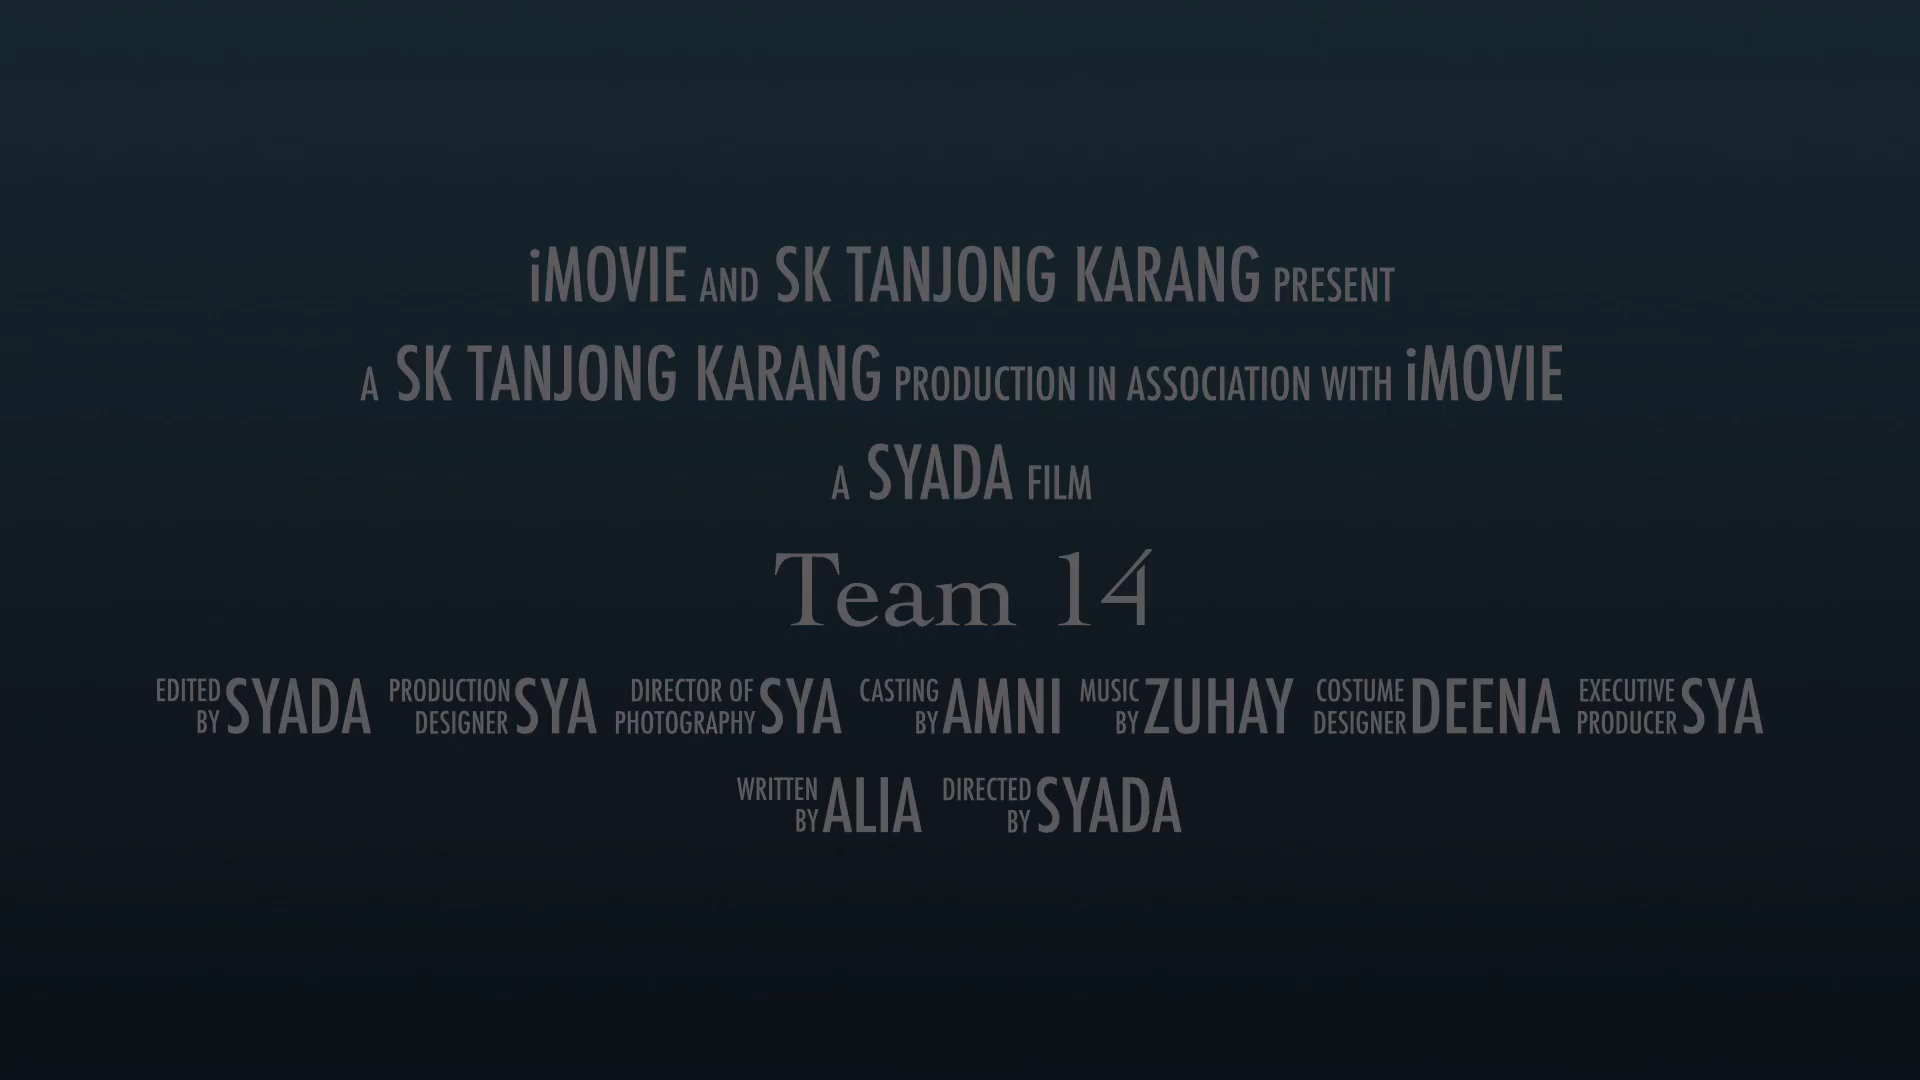 iMOVIE AND SK TANJONG KARANG PRESENT
A SK TANJONG KARANG PRODUCTION IN ASSOCIATION WITH iMOVIE
A SYADA FILM
Team 14
EDITED BY SYADA PRODUCTION DESIGNER SYA DIRECTOR OF PHOTOGRAPHY SYA CASTING BY AMNI MUSIC BY ZUHAY COSTUME DESIGNER DEENA EXECUTIVE PRODUCER SYA
WRITTEN BY ALIA DIRECTED BY SYADA